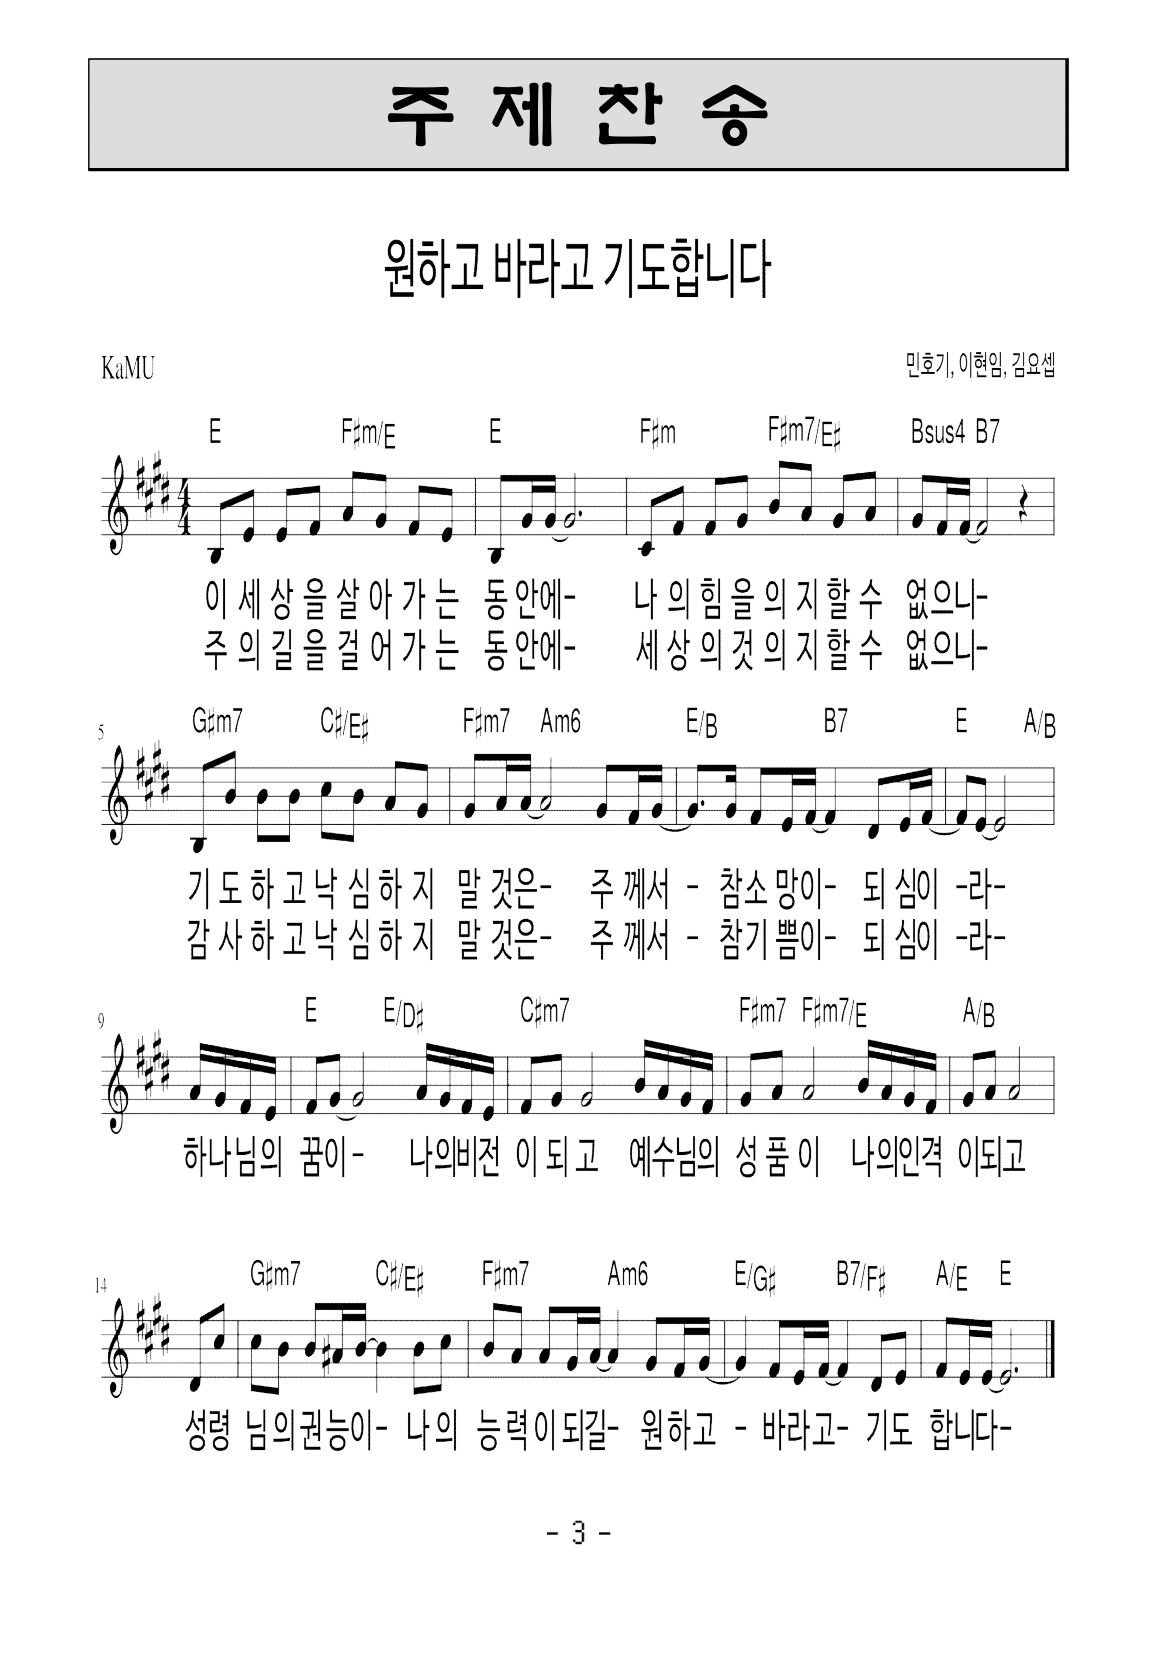 주 제 찬 송
원하고 바라고 기도합니다
KaMU 민호기, 이현임, 김요셉
E F♯m/E E F♯m F♯m7/E♯ Bsus4 B7
이 세 상 을 살 아 가 는 동 안에- 나 의 힘 을 의 지 할 수 없으나-
주 의 길 을 걸 어 가 는 동 안에- 세 상 의 것 의 지 할 수 없으나-
5 G♯m7 C♯/E♯ F♯m7 Am6 E/B B7 E A/B
기 도 하 고 낙 심 하 지 말 것은- 주 께서 - 참소 망이- 되 심이 -라-
감 사 하 고 낙 심 하 지 말 것은- 주 께서 - 참기 쁨이- 되 심이 -라-
9 E E/D♯ C♯m7 F♯m7 F♯m7/E A/B
하나님의 꿈이- 나의비전 이 되 고 예수님의 성 품 이 나의인격 이되고
14 G♯m7 C♯/E♯ F♯m7 Am6 E/G♯ B7/F♯ A/E E
성령 님의권능이- 나 의 능 력 이 되길- 원하고 - 바라고- 기도 합니다-
- 3 -